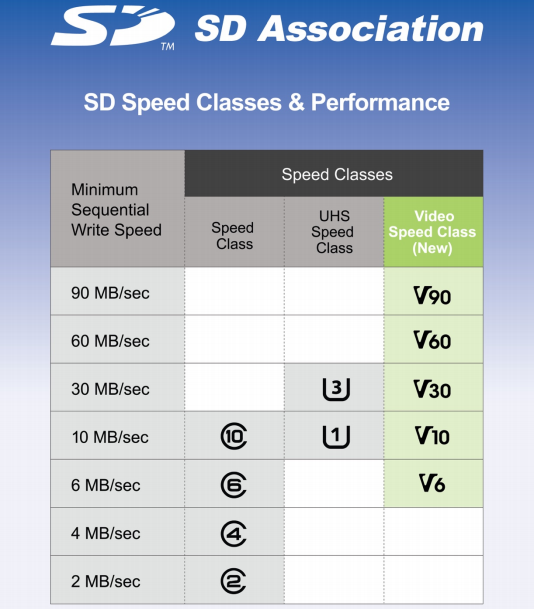 SD TM SD Association
SD Speed Classes & Performance
Minimum
Sequential
Write Speed
Speed Classes
Speed
Class
UHS
Speed
Class
Video
Speed Class
(New)
90 MB/sec V90
60 MB/sec V60
30 MB/sec 3 V30
10 MB/sec 10 1 V10
6 MB/sec 6 V6
4 MB/sec 4
2 MB/sec 2